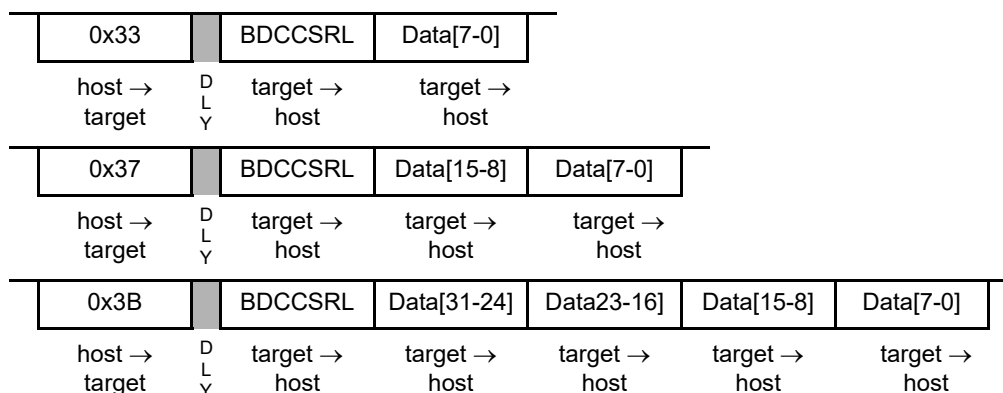 0x33 BDCCSRL Data[7-0]
host → D target → target →
target L host host
Y
0x37 BDCCSRL Data[15-8] Data[7-0]
host → D target → target → target →
target L host host host
Y
0x3B BDCCSRL Data[31-24] Data23-16] Data[15-8] Data[7-0]
host → D target → target → target → target → target →
target L host host host host host
Y